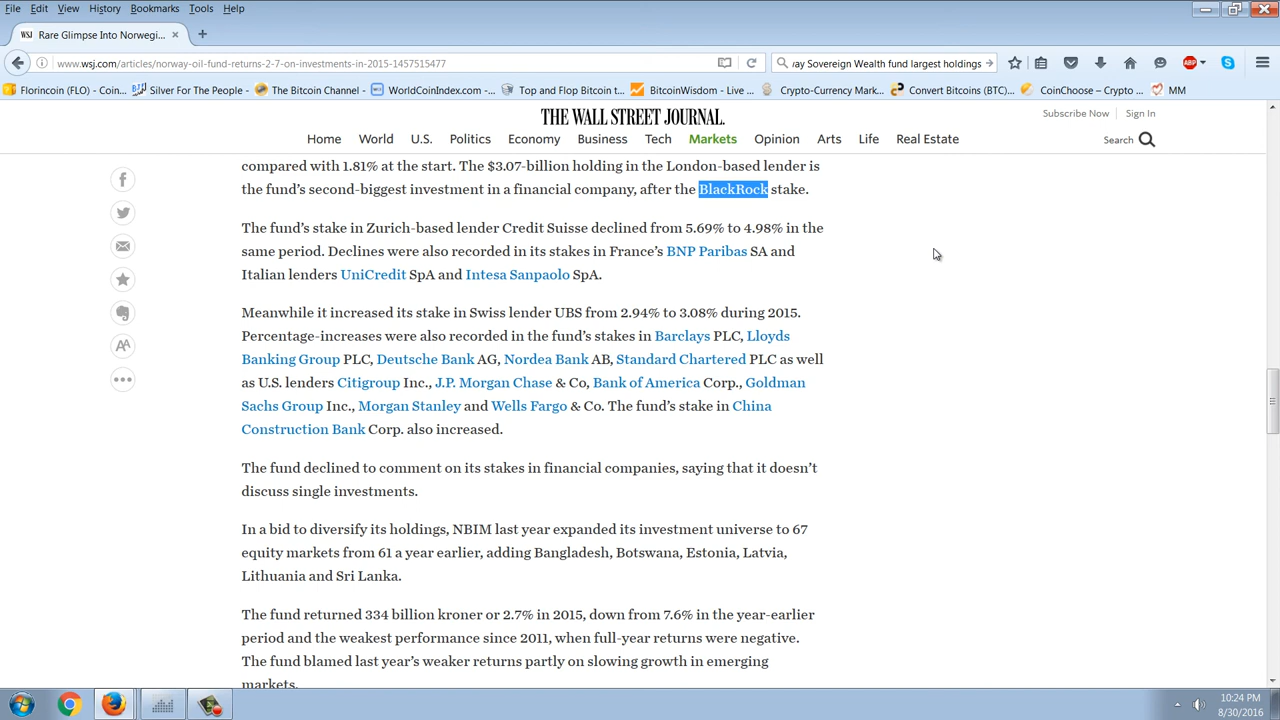 File Edit View History Bookmarks Tools Help
WSJ Rare Glimpse Into Norwegi... × +
www.wsj.com/articles/norway-oil-fund-returns-2-7-on-investments-in-2015-1457515477
ay Sovereign Wealth fund largest holdings
ABP
Florincoin (FLO) - Coin... Silver For The People - ... The Bitcoin Channel - ... WorldCoinIndex.com - ... Top and Flop Bitcoin t... BitcoinWisdom - Live ... Crypto-Currency Mark... Convert Bitcoins (BTC)... CoinChoose – Crypto ... MM
THE WALL STREET JOURNAL.
Subscribe Now | Sign In
Home World U.S. Politics Economy Business Tech Markets Opinion Arts Life Real Estate
Search
compared with 1.81% at the start. The $3.07-billion holding in the London-based lender is
the fund’s second-biggest investment in a financial company, after the BlackRock stake.
The fund’s stake in Zurich-based lender Credit Suisse declined from 5.69% to 4.98% in the
same period. Declines were also recorded in its stakes in France’s BNP Paribas SA and
Italian lenders UniCredit SpA and Intesa Sanpaolo SpA.
Meanwhile it increased its stake in Swiss lender UBS from 2.94% to 3.08% during 2015.
Percentage-increases were also recorded in the fund’s stakes in Barclays PLC, Lloyds
Banking Group PLC, Deutsche Bank AG, Nordea Bank AB, Standard Chartered PLC as well
as U.S. lenders Citigroup Inc., J.P. Morgan Chase & Co, Bank of America Corp., Goldman
Sachs Group Inc., Morgan Stanley and Wells Fargo & Co. The fund’s stake in China
Construction Bank Corp. also increased.
The fund declined to comment on its stakes in financial companies, saying that it doesn’t
discuss single investments.
In a bid to diversify its holdings, NBIM last year expanded its investment universe to 67
equity markets from 61 a year earlier, adding Bangladesh, Botswana, Estonia, Latvia,
Lithuania and Sri Lanka.
The fund returned 334 billion kroner or 2.7% in 2015, down from 7.6% in the year-earlier
period and the weakest performance since 2011, when full-year returns were negative.
The fund blamed last year’s weaker returns partly on slowing growth in emerging
markets.
AA
10:24 PM
8/30/2016